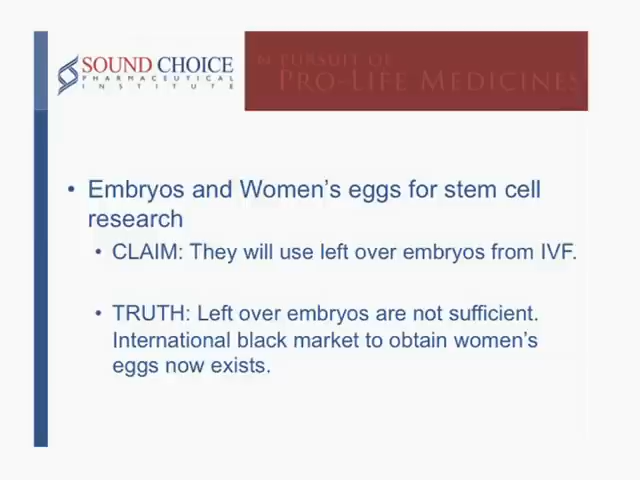 SOUND CHOICE
PHARMACEUTICAL
INSTITUTE
IN PURSUIT OF
PRO-LIFE MEDICINES
• Embryos and Women's eggs for stem cell
research
• CLAIM: They will use left over embryos from IVF.
• TRUTH: Left over embryos are not sufficient.
International black market to obtain women's
eggs now exists.